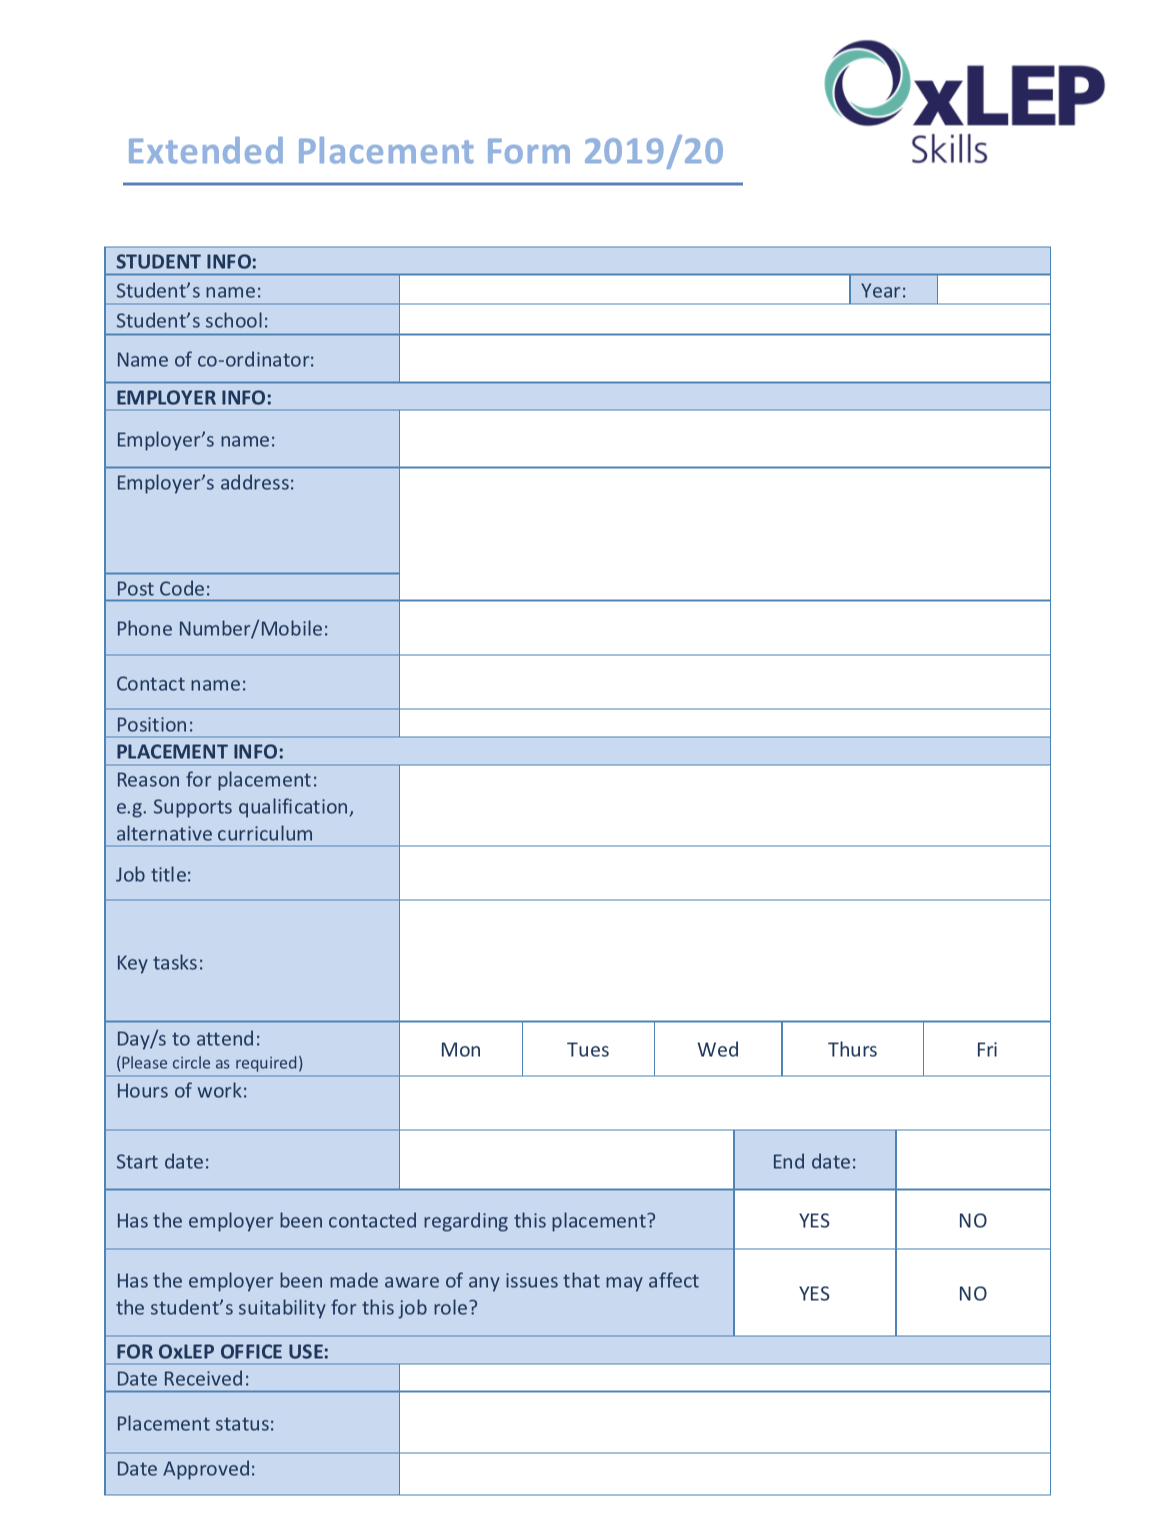 OxLEP
Skills
Extended Placement Form 2019/20
STUDENT INFO:
Student’s name:
Year:
Student’s school:
Name of co-ordinator:
EMPLOYER INFO:
Employer’s name:
Employer’s address:
Post Code:
Phone Number/Mobile:
Contact name:
Position:
PLACEMENT INFO:
Reason for placement:
e.g. Supports qualification,
alternative curriculum
Job title:
Key tasks:
Day/s to attend:
(Please circle as required)
Mon Tues Wed Thurs Fri
Hours of work:
Start date:
End date:
Has the employer been contacted regarding this placement? YES NO
Has the employer been made aware of any issues that may affect
the student’s suitability for this job role? YES NO
FOR OxLEP OFFICE USE:
Date Received:
Placement status:
Date Approved: